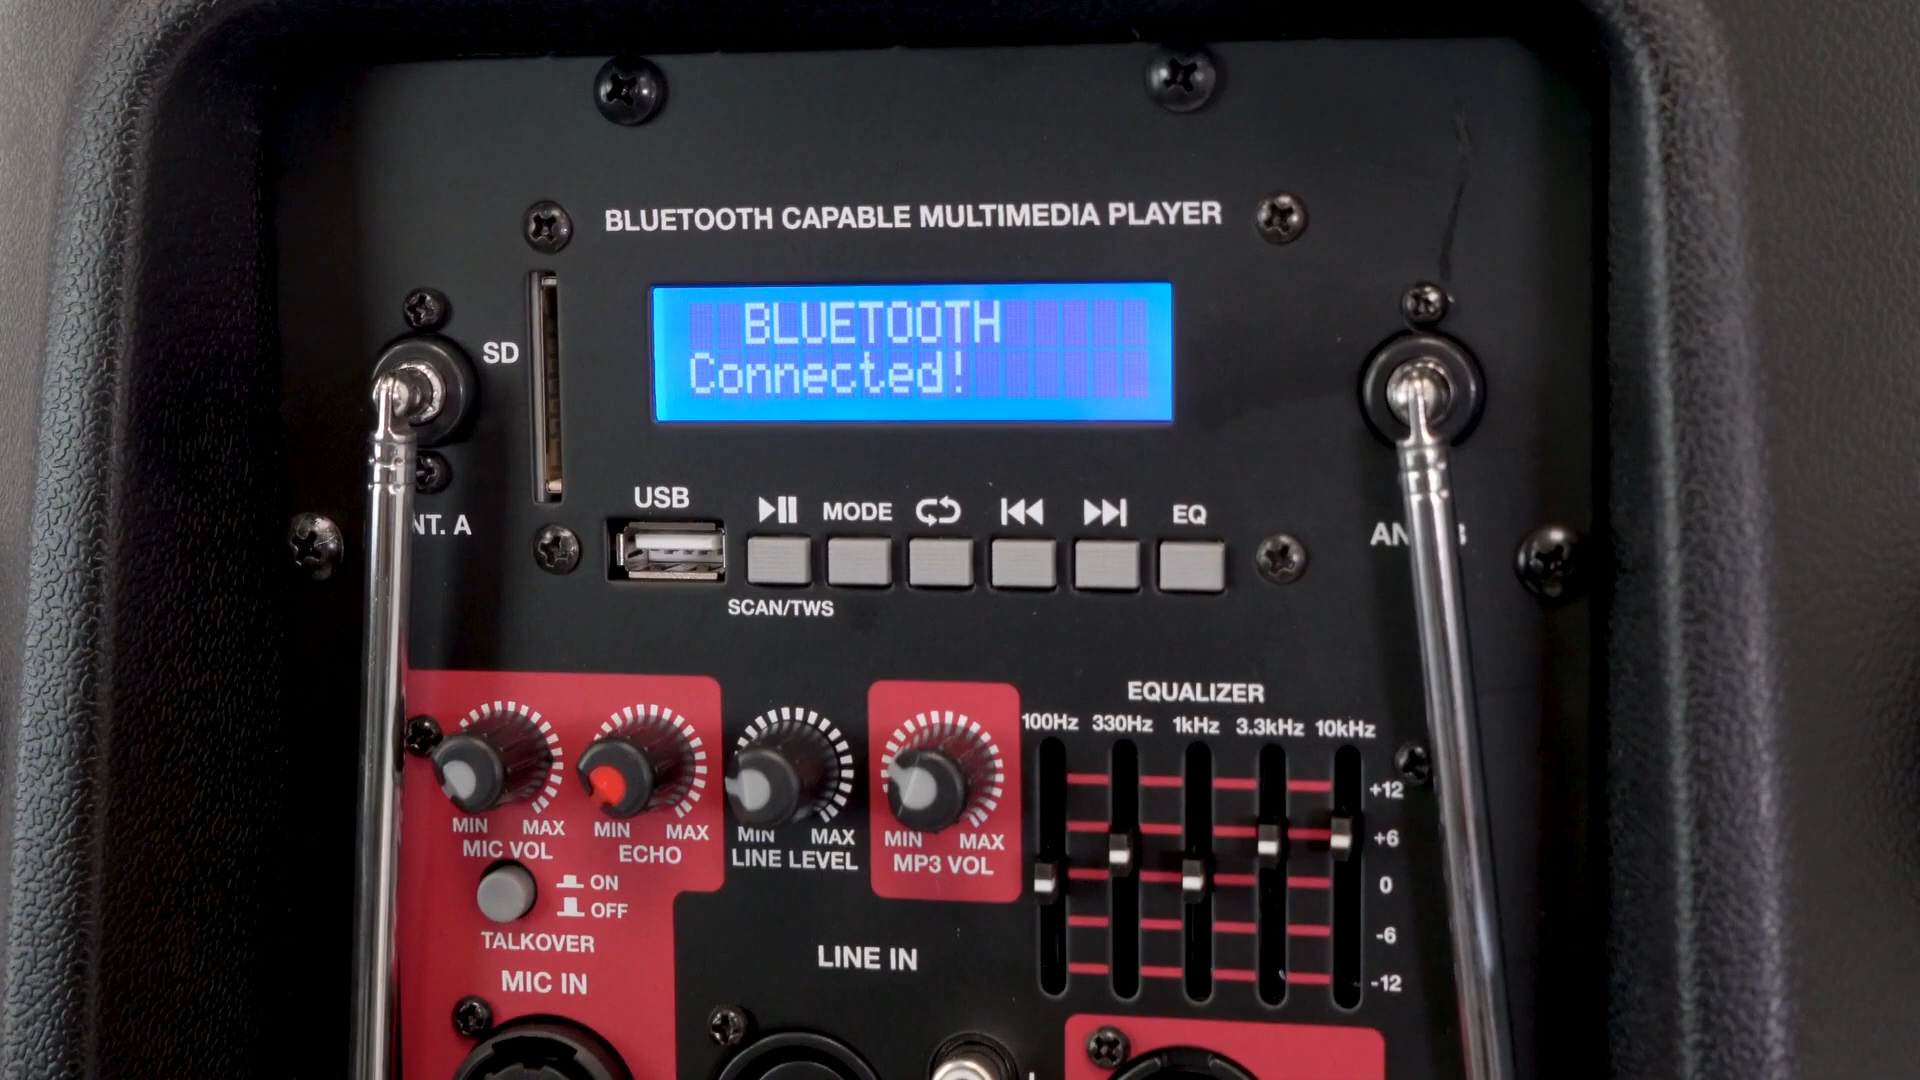 BLUETOOTH CAPABLE MULTIMEDIA PLAYER
BLUETOOTH
Connected!
SD
USB
MODE
EQ
NT. A
SCAN/TWS
EQUALIZER
100Hz 330Hz 1kHz 3.3kHz 10kHz
+12
+6
0
-6
-12
MIN MAX
MIC VOL
MIN MAX
ECHO
MIN MAX
LINE LEVEL
MIN MAX
MP3 VOL
ON
OFF
TALKOVER
MIC IN
LINE IN